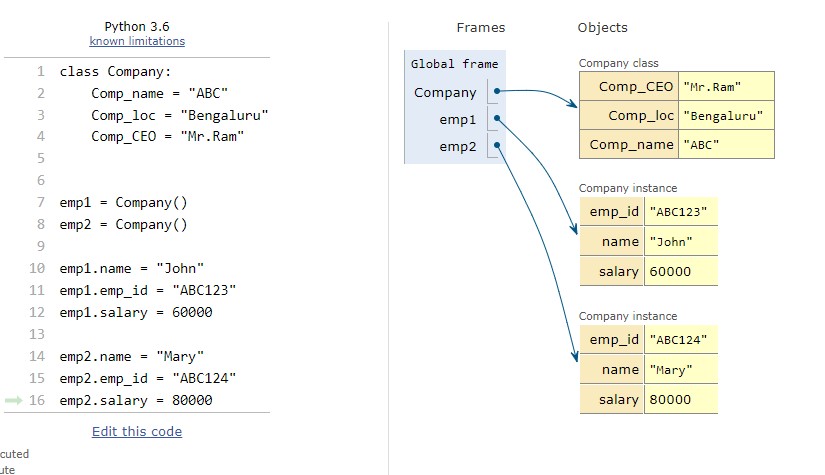 Python 3.6
known limitations
1 class Company:
2 Comp_name = "ABC"
3 Comp_loc = "Bengaluru"
4 Comp_CEO = "Mr.Ram"
5
6
7 emp1 = Company()
8 emp2 = Company()
9
10 emp1.name = "John"
11 emp1.emp_id = "ABC123"
12 emp1.salary = 60000
13
14 emp2.name = "Mary"
15 emp2.emp_id = "ABC124"
16 emp2.salary = 80000
Edit this code
cuted
ute
Frames Objects
Global frame
Company
emp1
emp2
Company class
Comp_CEO "Mr.Ram"
Comp_loc "Bengaluru"
Comp_name "ABC"
Company instance
emp_id "ABC123"
name "John"
salary 60000
Company instance
emp_id "ABC124"
name "Mary"
salary 80000